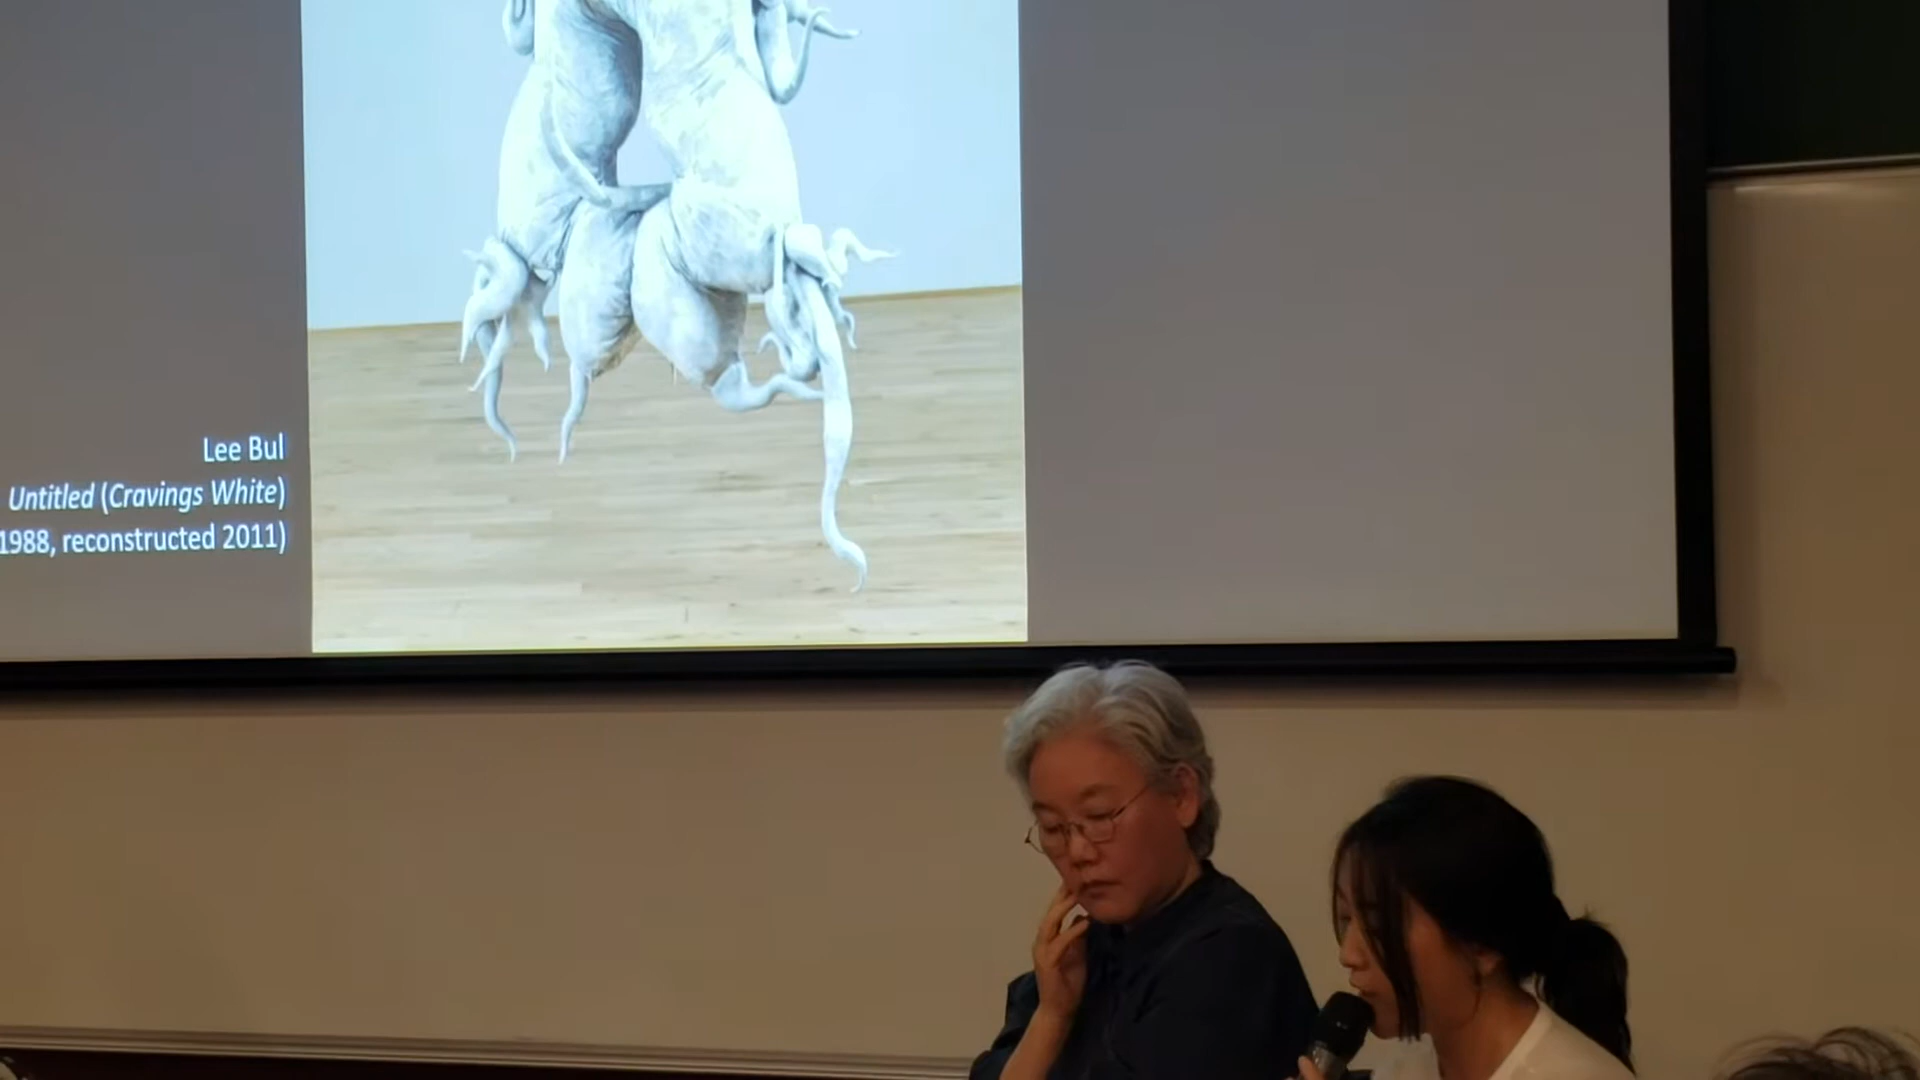 Lee Bul
Untitled (Cravings White)
1988, reconstructed 2011)